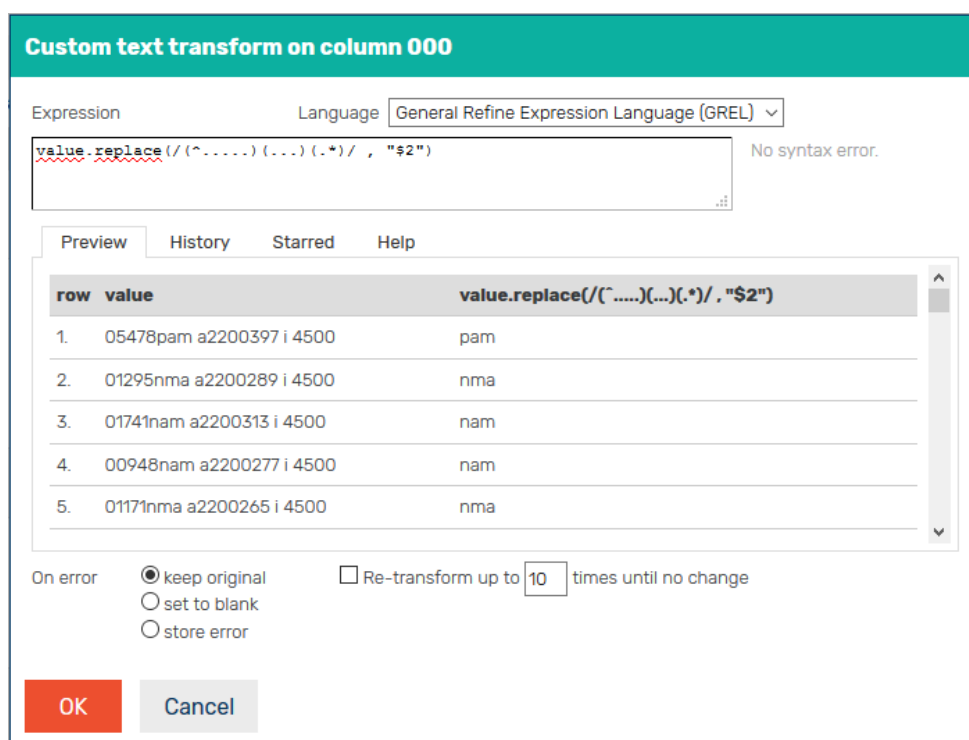 Custom text transform on column 000
Expression Language General Refine Expression Language (GREL)
value.replace(/(^.....)(...)(.*)/ , "$2") No syntax error.
Preview History Starred Help
row value value.replace(/(^.....)(...)(.*)/ , "$2")
1. 05478pam a2200397 i 4500 pam
2. 01295nma a2200289 i 4500 nma
3. 01741nam a2200313 i 4500 nam
4. 00948nam a2200277 i 4500 nam
5. 01171nma a2200265 i 4500 nma
On error keep original Re-transform up to 10 times until no change
set to blank
store error
OK Cancel